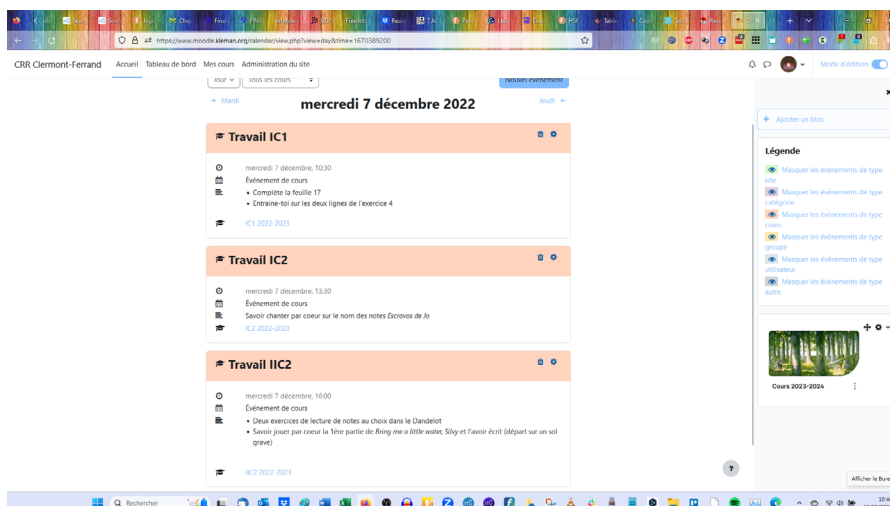 https://www.moodle.kleman.org/calendar/view.php?view=day&time=1670389200
CRR Clermont-Ferrand
Accueil Tableau de bord Mes cours Administration du site
Mode d'édition
Jour
Tous les cours
Nouvel événement
Mardi
mercredi 7 décembre 2022
Jeudi
Travail IC1
mercredi 7 décembre, 10:30
Événement de cours
• Complète la feuille 17
• Entraine-toi sur les deux lignes de l'exercice 4
IC1 2022-2023
Travail IC2
mercredi 7 décembre, 13:30
Événement de cours
Savoir chanter par coeur sur le nom des notes Escravos de Jo
IC2 2022-2023
Travail IIC2
mercredi 7 décembre, 16:00
Événement de cours
• Deux exercices de lecture de notes au choix dans le Dandelot
• Savoir jouer par coeur la 1ère partie de Bring me a little water, Silvy et l'avoir écrit (départ sur un sol
grave)
IIC2 2022-2023
+ Ajouter un bloc
Légende
Masquer les événements de type
site
Masquer les événements de type
catégorie
Masquer les événements de type
cours
Masquer les événements de type
groupe
Masquer les événements de type
utilisateur
Masquer les événements de type
autre
Cours 2023-2024
?
Afficher le Bure
Rechercher